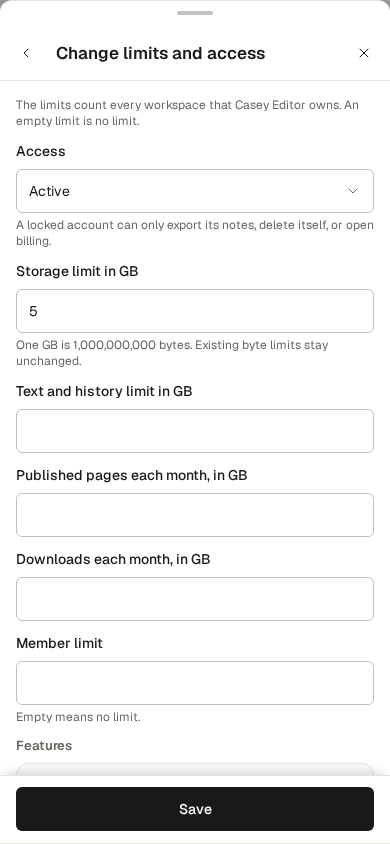 Change limits and access
The limits count every workspace that Casey Editor owns. An
empty limit is no limit.
Access
Active
A locked account can only export its notes, delete itself, or open
billing.
Storage limit in GB
5
One GB is 1,000,000,000 bytes. Existing byte limits stay
unchanged.
Text and history limit in GB
Published pages each month, in GB
Downloads each month, in GB
Member limit
Empty means no limit.
Features
Save